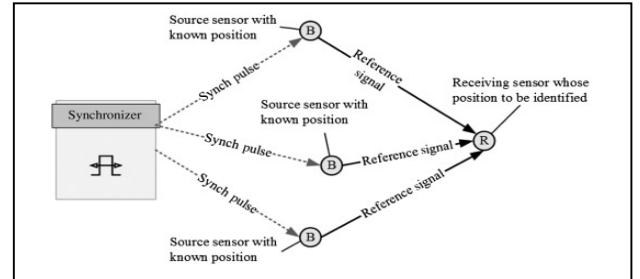 Source sensor with
known position
B
Reference
signal
Synch pulse
Receiving sensor whose
position to be identified
Synchronizer
Source sensor with
known position
R
Synch pulse
B
Reference signal
Synch pulse
Reference signal
B
Source sensor with
known position